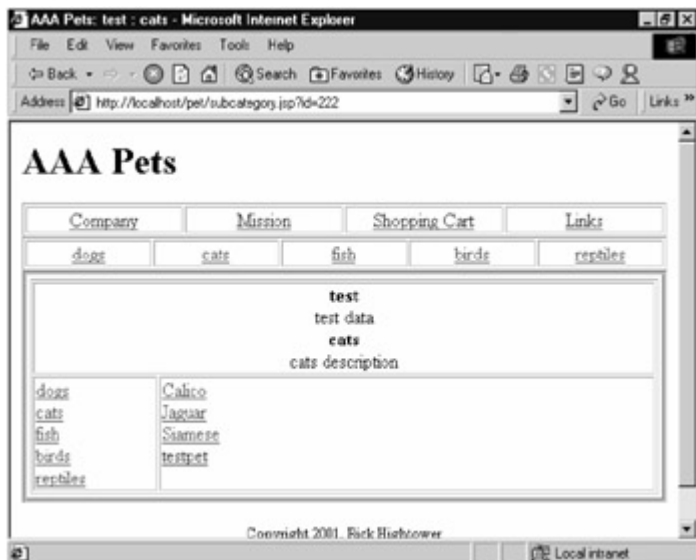 AAA Pets: test : cats - Microsoft Internet Explorer
File Edit View Favorites Tools Help
Back Search Favorites History
Address http://localhost/pet/subcategory.jsp?id=222 Go Links »
AAA Pets
Company Mission Shopping Cart Links
dogs cats fish birds reptiles
test
test data
cats
cats description
dogs Calico
cats Jaguar
fish Siamese
birds testpet
reptiles
Copyright 2001, Rick Hightower
Local intranet